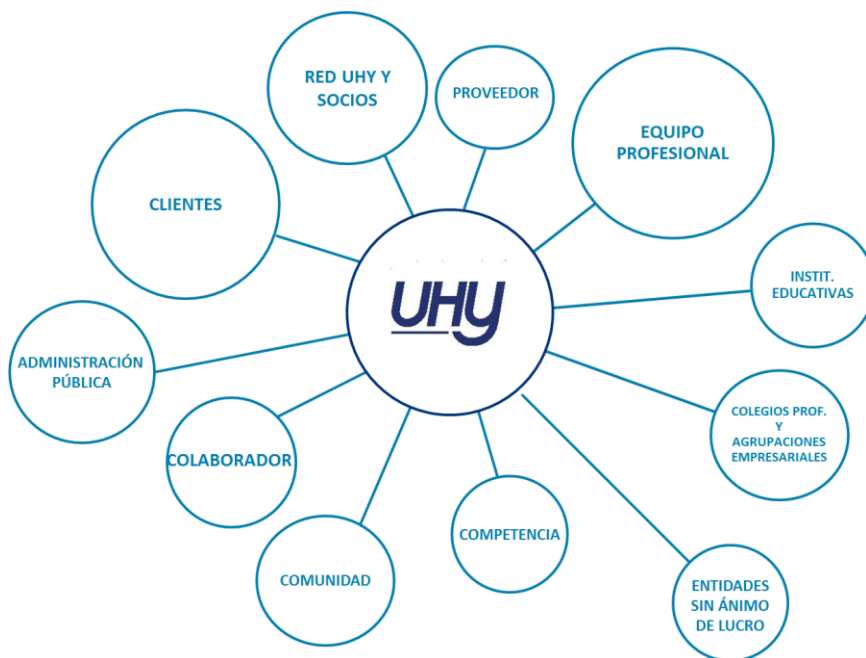 RED UHY Y
SOCIOS
PROVEEDOR
EQUIPO
PROFESIONAL
CLIENTES
INSTIT.
EDUCATIVAS
UHY
ADMINISTRACIÓN
PÚBLICA
COLEGIOS PROF.
Y
AGRUPACIONES
EMPRESARIALES
COLABORADOR
COMPETENCIA
COMUNIDAD
ENTIDADES
SIN ÁNIMO
DE LUCRO